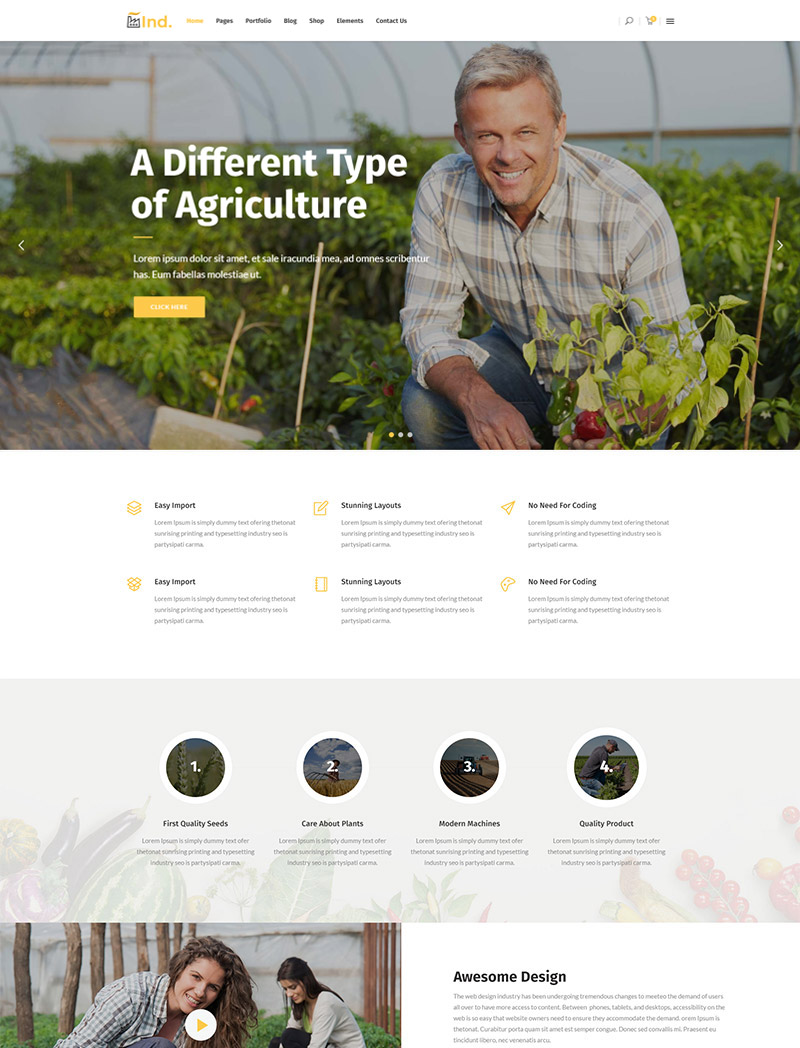 Ind.
Home Pages Portfolio Blog Shop Elements Contact Us
A Different Type
of Agriculture
Lorem ipsum dolor sit amet, et sale iracundia mea, ad omnes scribentur
has. Eum fabellas molestiae ut.
CLICK HERE
Easy Import
Lorem Ipsum is simply dummy text ofering thetonat
sunrising printing and typesetting industry seo is
partysipati carma.
Stunning Layouts
Lorem Ipsum is simply dummy text ofering thetonat
sunrising printing and typesetting industry seo is
partysipati carma.
No Need For Coding
Lorem Ipsum is simply dummy text ofering thetonat
sunrising printing and typesetting industry seo is
partysipati carma.
Easy Import
Lorem Ipsum is simply dummy text ofering thetonat
sunrising printing and typesetting industry seo is
partysipati carma.
Stunning Layouts
Lorem Ipsum is simply dummy text ofering thetonat
sunrising printing and typesetting industry seo is
partysipati carma.
No Need For Coding
Lorem Ipsum is simply dummy text ofering thetonat
sunrising printing and typesetting industry seo is
partysipati carma.
1.
First Quality Seeds
Lorem Ipsum is simply dummy text ofer
thetonat sunrising printing and typesetting
industry seo is partysipati carma.
2.
Care About Plants
Lorem Ipsum is simply dummy text ofer
thetonat sunrising printing and typesetting
industry seo is partysipati carma.
3.
Modern Machines
Lorem Ipsum is simply dummy text ofer
thetonat sunrising printing and typesetting
industry seo is partysipati carma.
4.
Quality Product
Lorem Ipsum is simply dummy text ofer
thetonat sunrising printing and typesetting
industry seo is partysipati carma.
Awesome Design
The web design industry has been undergoing tremendous changes to meeteo the demand of users
all over to have more access to content. Between phones, tablets, and desktops, accessibility on the
web is so easy that website owners need to ensure they accommodate the demand. orem Ipsum is
thetonat. Curabitur porta quam sit amet est semper congue. Donec sed convallis mi. Praesent eu
tincidunt libero, nec venenatis arcu.